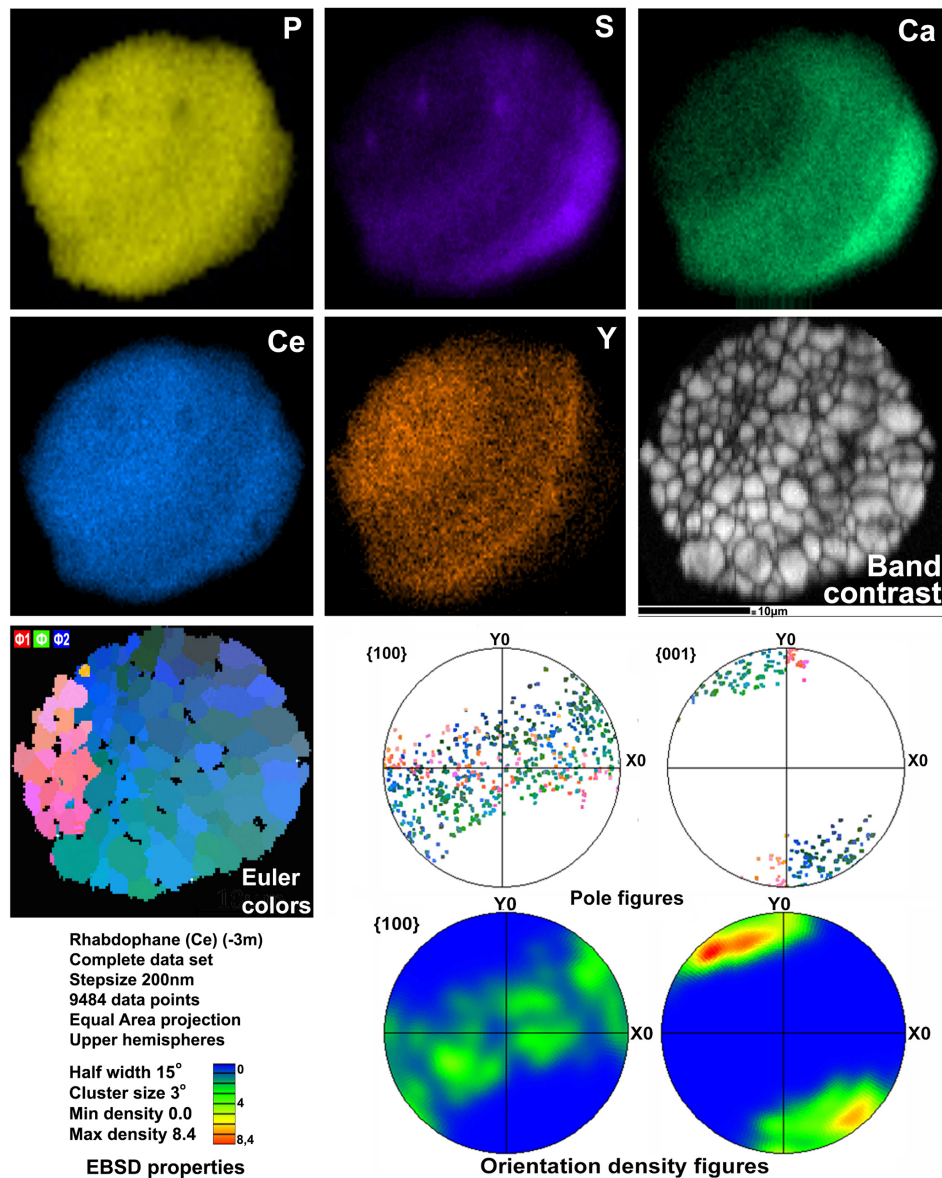 P
S
Ca
Ce
Y
Band
contrast
10µm
Φ1 Φ Φ2
Euler
colors
{100}
Y0
X0
{001}
Y0
X0
Pole figures
{100}
Y0
X0
Y0
X0
Rhabdophane (Ce) (-3m)
Complete data set
Stepsize 200nm
9484 data points
Equal Area projection
Upper hemispheres
Half width 15°
Cluster size 3°
Min density 0.0
Max density 8.4
0
4
8,4
EBSD properties
Orientation density figures